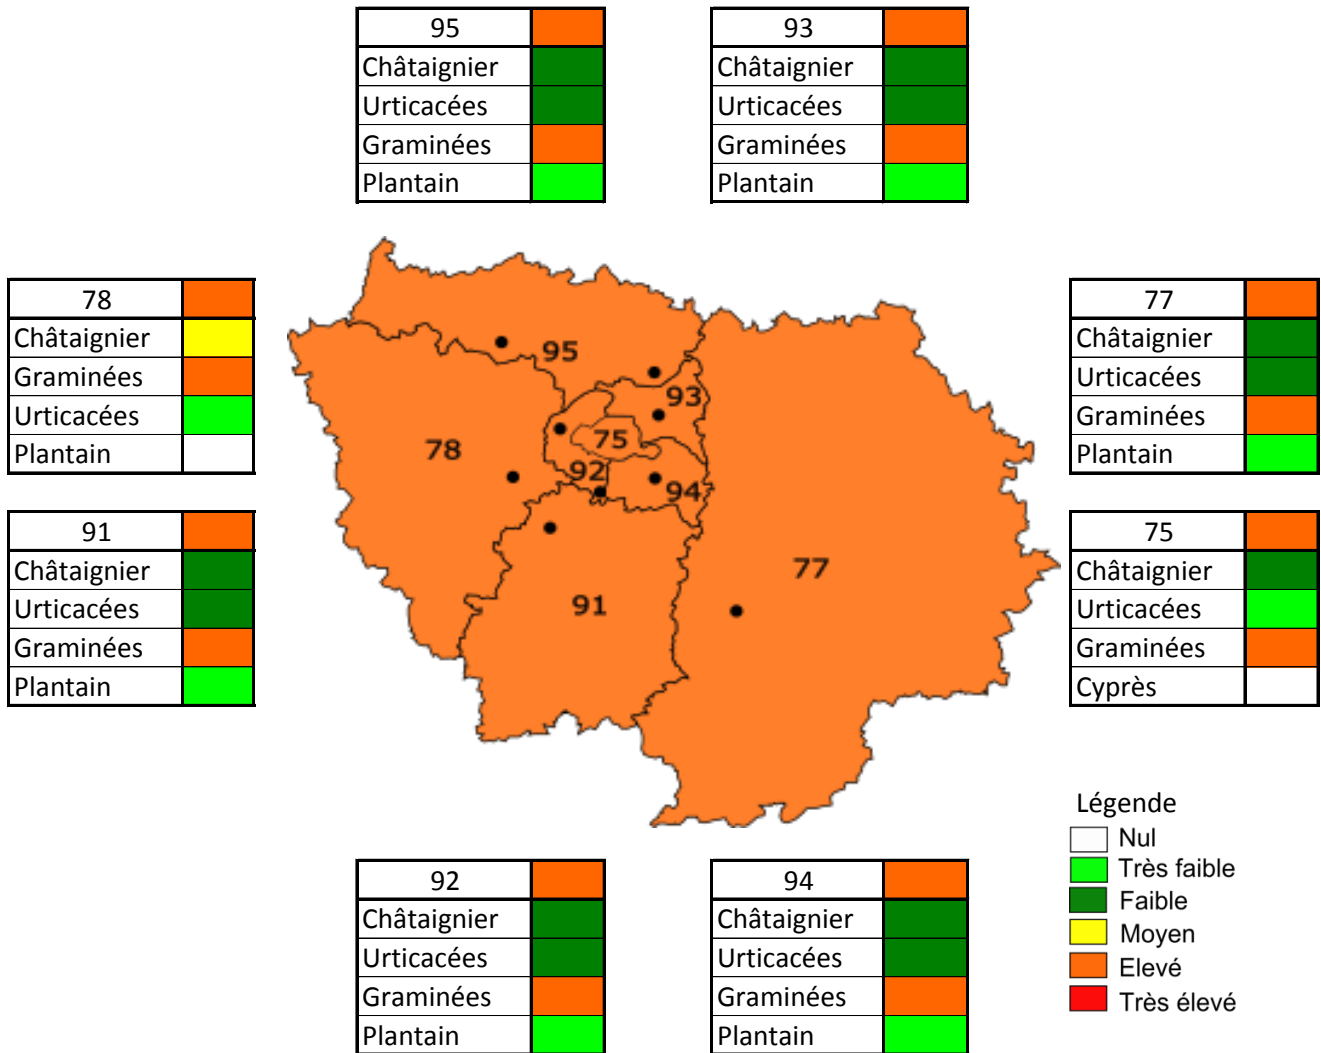 95
Châtaignier
Urticacées
Graminées
Plantain
93
Châtaignier
Urticacées
Graminées
Plantain
78
Châtaignier
Graminées
Urticacées
Plantain
77
Châtaignier
Urticacées
Graminées
Plantain
91
Châtaignier
Urticacées
Graminées
Plantain
75
Châtaignier
Urticacées
Graminées
Cyprès
95
93
75
78
92
94
77
91
92
Châtaignier
Urticacées
Graminées
Plantain
94
Châtaignier
Urticacées
Graminées
Plantain
Légende
Nul
Très faible
Faible
Moyen
Elevé
Très élevé